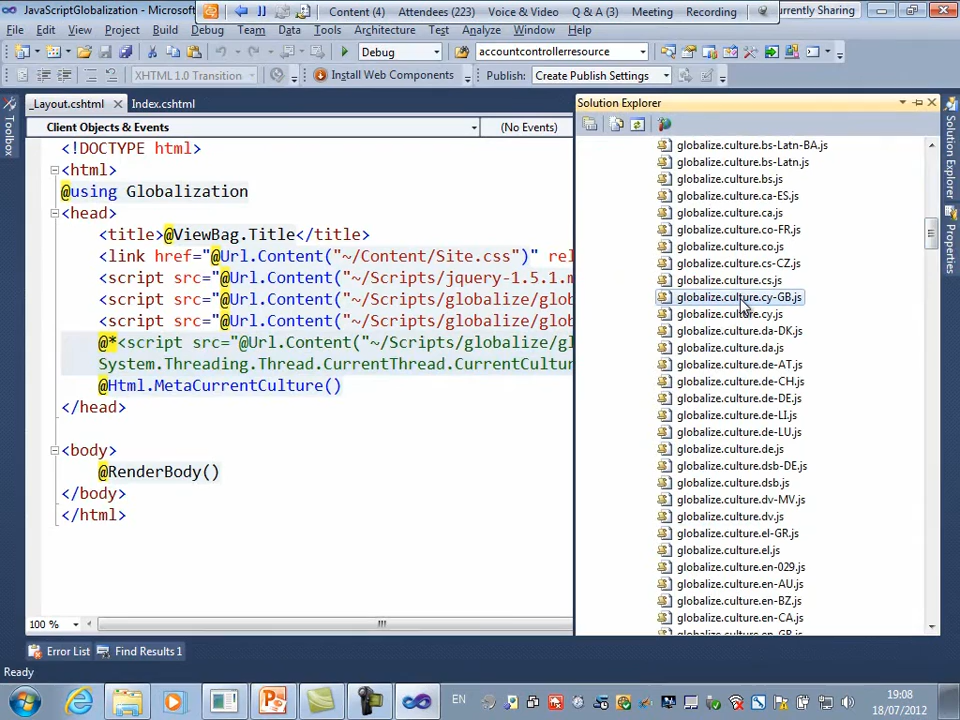 JavaScriptGlobalization - Microsoft
Content (4)
Attendees (223)
Voice & Video
Q & A (3)
Meeting
Recording
urrently Sharing
File Edit View Project Build Debug Team Data Tools Architecture Test Analyze Window Help
Debug
accountcontrollerresource
XHTML 1.0 Transition
Install Web Components
Publish: Create Publish Settings
Toolbox
_Layout.cshtml
Index.cshtml
Client Objects & Events
(No Events)
<!DOCTYPE html>
<html>
@using Globalization
<head>
<title>@ViewBag.Title</title>
<link href="@Url.Content("~/Content/Site.css")" rel
<script src="@Url.Content("~/Scripts/jquery-1.5.1.m
<script src="@Url.Content("~/Scripts/globalize/glob
<script src="@Url.Content("~/Scripts/globalize/glob
@*<script src="@Url.Content("~/Scripts/globalize/gl
System.Threading.Thread.CurrentThread.CurrentCultur
@Html.MetaCurrentCulture()
</head>
<body>
@RenderBody()
</body>
</html>
100 %
Solution Explorer
globalize.culture.bs-Latn-BA.js
globalize.culture.bs-Latn.js
globalize.culture.bs.js
globalize.culture.ca-ES.js
globalize.culture.ca.js
globalize.culture.co-FR.js
globalize.culture.co.js
globalize.culture.cs-CZ.js
globalize.culture.cs.js
globalize.culture.cy-GB.js
globalize.culture.cy.js
globalize.culture.da-DK.js
globalize.culture.da.js
globalize.culture.de-AT.js
globalize.culture.de-CH.js
globalize.culture.de-DE.js
globalize.culture.de-LI.js
globalize.culture.de-LU.js
globalize.culture.de.js
globalize.culture.dsb-DE.js
globalize.culture.dsb.js
globalize.culture.dv-MV.js
globalize.culture.dv.js
globalize.culture.el-GR.js
globalize.culture.el.js
globalize.culture.en-029.js
globalize.culture.en-AU.js
globalize.culture.en-BZ.js
globalize.culture.en-CA.js
globalize.culture.en-GB.js
Solution Explorer
Properties
Error List
Find Results 1
Ready
EN
19:08
18/07/2012